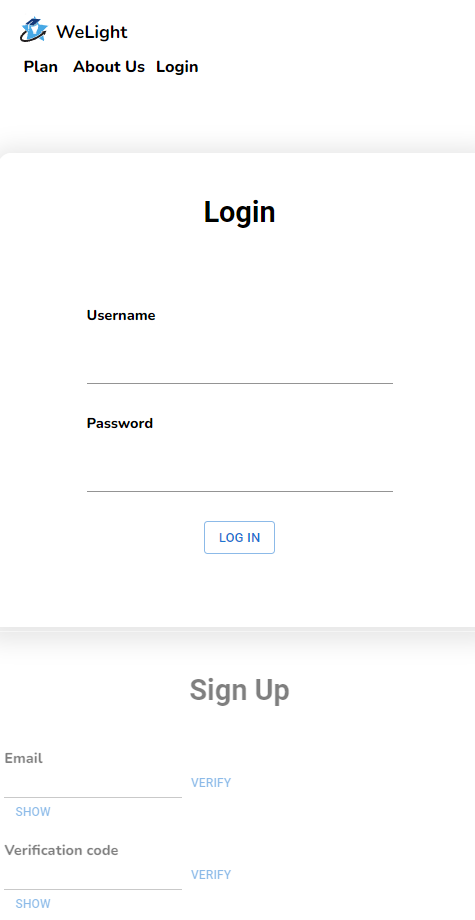 WeLight
Plan About Us Login
Login
Username
Password
LOG IN
Sign Up
Email
VERIFY
SHOW
Verification code
VERIFY
SHOW